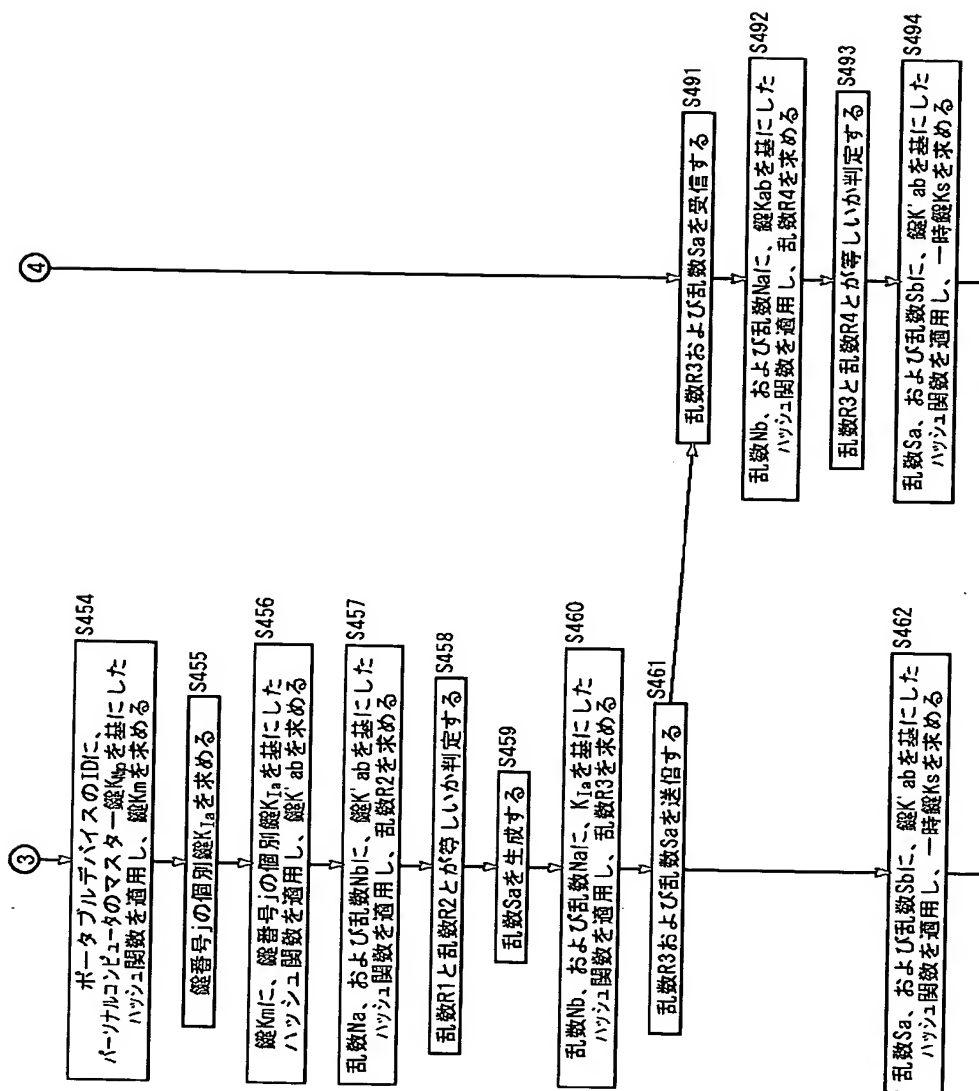 ③
ポータブルデバイスのIDに、
パーソナルコンピュータのマスター鍵KMpを基にした
ハッシュ関数を適用し、鍵Kmを求める
S454
鍵番号jの個別鍵KIaを求める
S455
鍵Kmに、鍵番号jの個別鍵KIaを基にした
ハッシュ関数を適用し、鍵K'abを求める
S456
乱数Na、および乱数Nbに、鍵K'abを基にした
ハッシュ関数を適用し、乱数R2を求める
S457
乱数R1と乱数R2とが等しいか判定する
S458
乱数Saを生成する
S459
乱数Nb、および乱数Naに、KIaを基にした
ハッシュ関数を適用し、乱数R3を求める
S460
乱数R3および乱数Saを送信する
S461
乱数Sa、および乱数Sbに、鍵K'abを基にした
ハッシュ関数を適用し、一時鍵Ksを求める
S462
④
乱数R3および乱数Saを受信する
S491
乱数Nb、および乱数Naに、鍵Kabを基にした
ハッシュ関数を適用し、乱数R4を求める
S492
乱数R3と乱数R4とが等しいか判定する
S493
乱数Sa、および乱数Sbに、鍵K'abを基にした
ハッシュ関数を適用し、一時鍵Ksを求める
S494